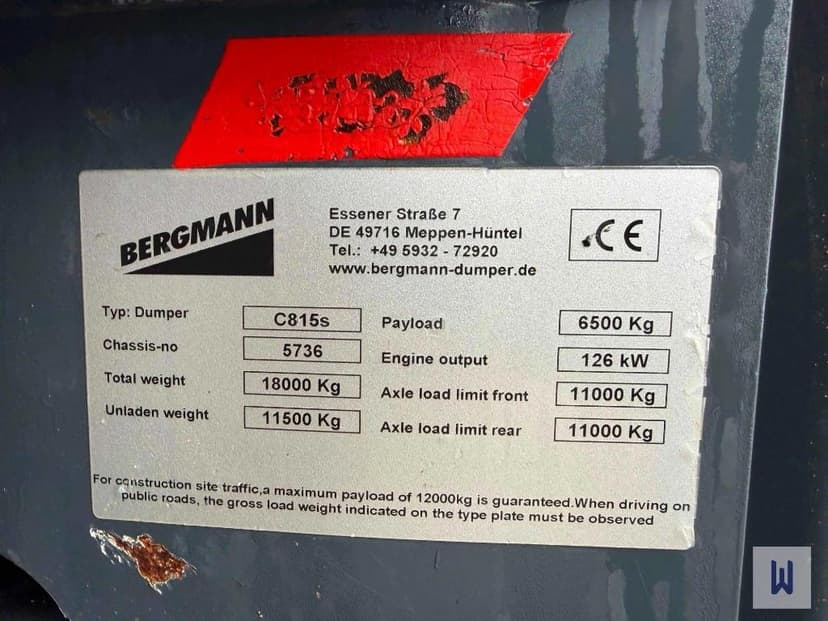 BERGMANN
Essener Straße 7
DE 49716 Meppen-Hüntel
Tel.: +49 5932 - 72920
www.bergmann-dumper.de
CE
Typ: Dumper C815s
Chassis-no 5736
Total weight 18000 Kg
Unladen weight 11500 Kg
Payload 6500 Kg
Engine output 126 kW
Axle load limit front 11000 Kg
Axle load limit rear 11000 Kg
For construction site traffic,a maximum payload of 12000kg is guaranteed.When driving on
public roads, the gross load weight indicated on the type plate must be observed
W